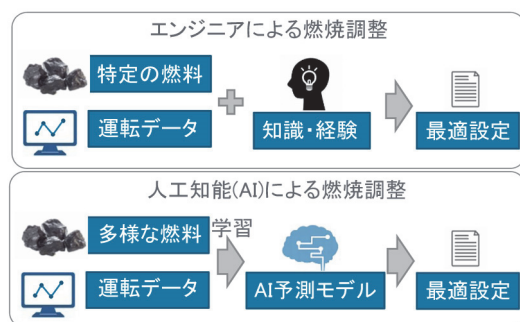 エンジニアによる燃焼調整
特定の燃料
運転データ
知識・経験
最適設定
人工知能(AI)による燃焼調整
多様な燃料
学習
運転データ
AI予測モデル
最適設定